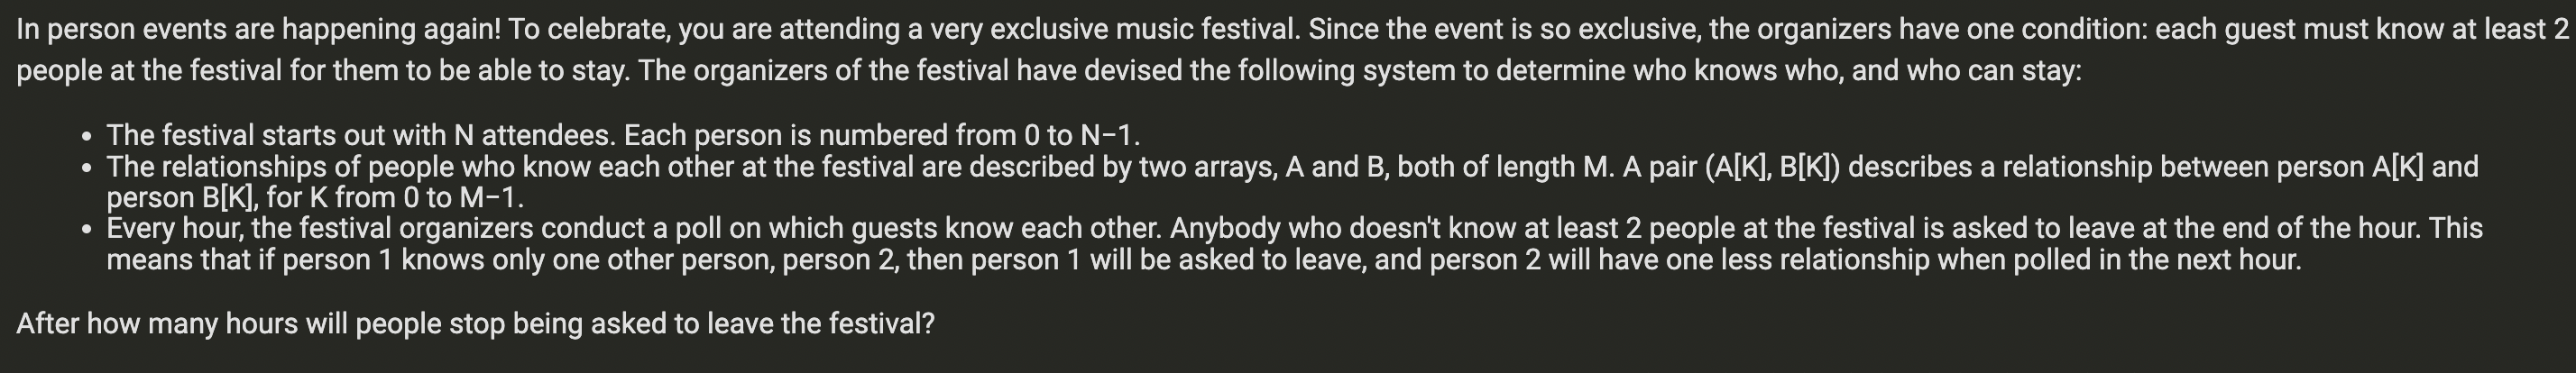 In person events are happening again! To celebrate, you are attending a very exclusive music festival. Since the event is so exclusive, the organizers have one condition: each guest must know at least 2
people at the festival for them to be able to stay. The organizers of the festival have devised the following system to determine who knows who, and who can stay:
• The festival starts out with N attendees. Each person is numbered from 0 to N−1.
• The relationships of people who know each other at the festival are described by two arrays, A and B, both of length M. A pair (A[K], B[K]) describes a relationship between person A[K] and
person B[K], for K from 0 to M−1.
• Every hour, the festival organizers conduct a poll on which guests know each other. Anybody who doesn't know at least 2 people at the festival is asked to leave at the end of the hour. This
means that if person 1 knows only one other person, person 2, then person 1 will be asked to leave, and person 2 will have one less relationship when polled in the next hour.
After how many hours will people stop being asked to leave the festival?